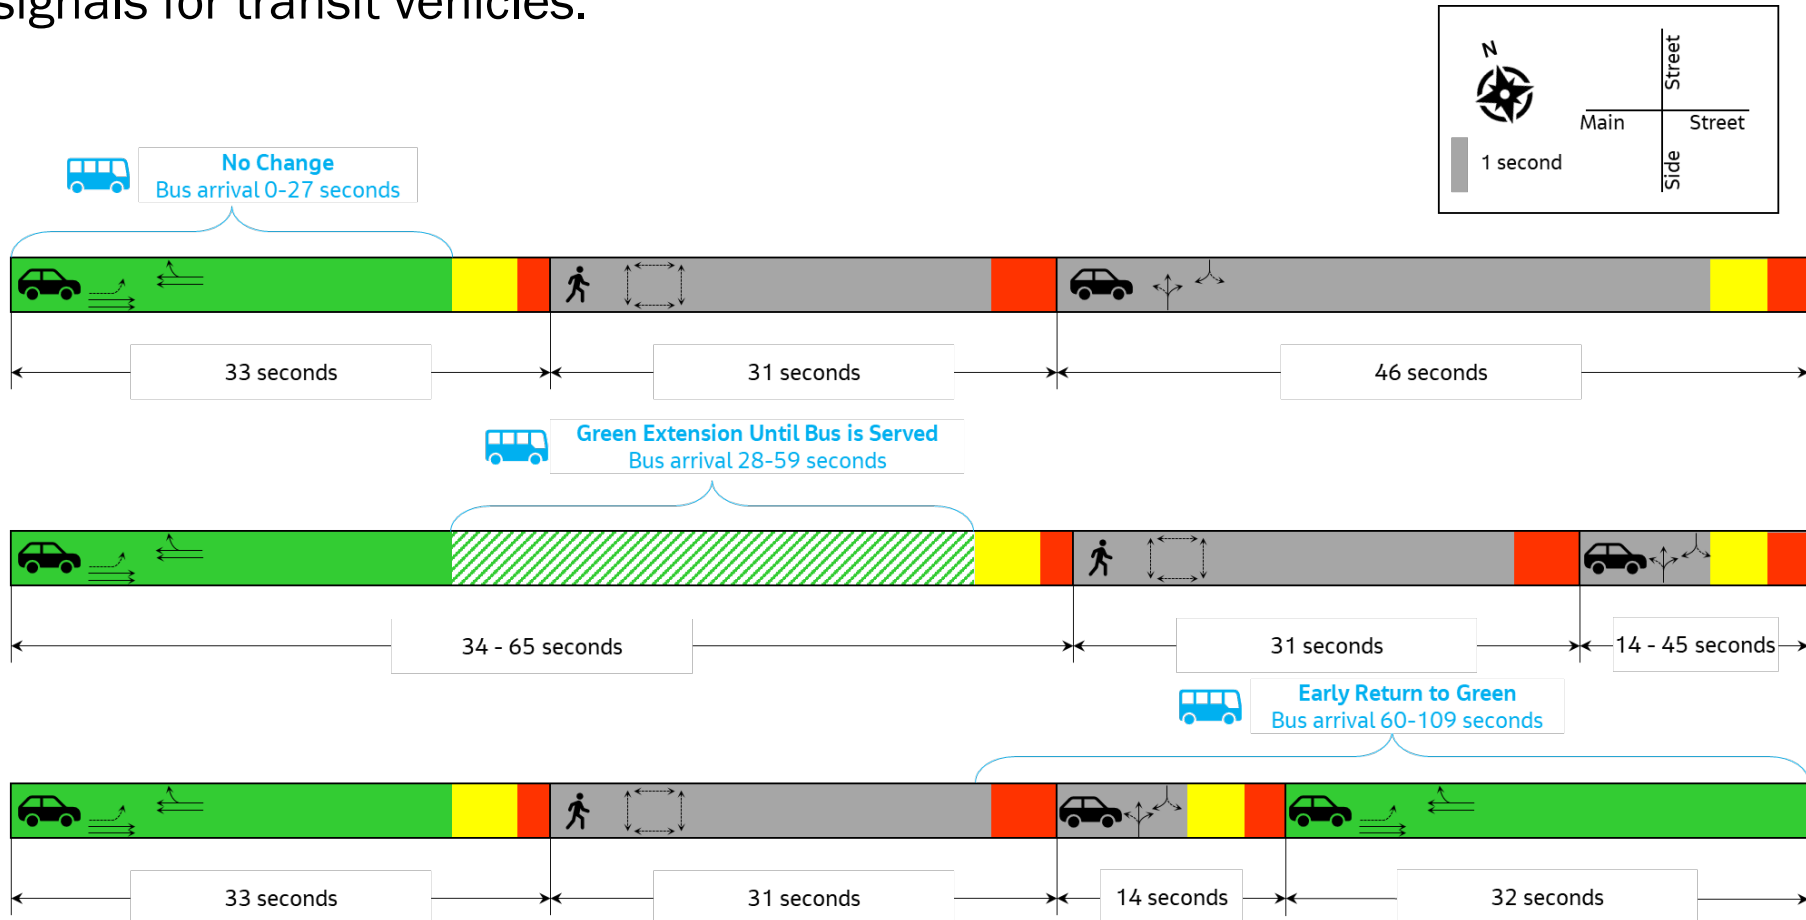 signals for transit vehicles.
N
Street
Main Street
Side
1 second
No Change
Bus arrival 0-27 seconds
33 seconds
31 seconds
46 seconds
Green Extension Until Bus is Served
Bus arrival 28-59 seconds
34 - 65 seconds
31 seconds
14 - 45 seconds
Early Return to Green
Bus arrival 60-109 seconds
33 seconds
31 seconds
14 seconds
32 seconds